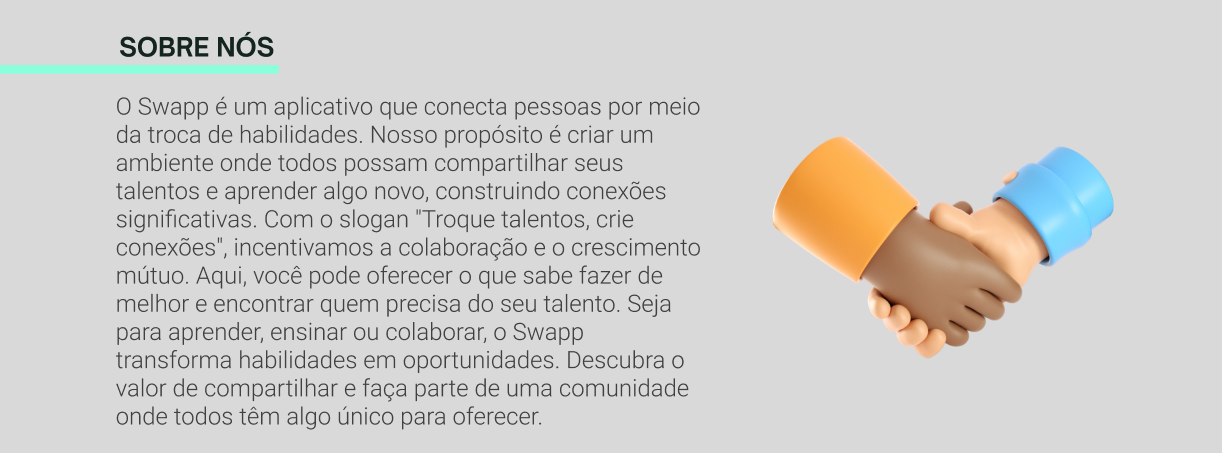 SOBRE NÓS
O Swapp é um aplicativo que conecta pessoas por meio
da troca de habilidades. Nosso propósito é criar um
ambiente onde todos possam compartilhar seus
talentos e aprender algo novo, construindo conexões
significativas. Com o slogan "Troque talentos, crie
conexões", incentivamos a colaboração e o crescimento
mútuo. Aqui, você pode oferecer o que sabe fazer de
melhor e encontrar quem precisa do seu talento. Seja
para aprender, ensinar ou colaborar, o Swapp
transforma habilidades em oportunidades. Descubra o
valor de compartilhar e faça parte de uma comunidade
onde todos têm algo único para oferecer.